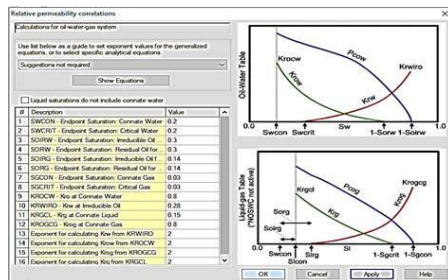 Relative permeability correlations
Calculations for oil-water-gas system
Use list below as a guide to set exponent values for the generalized
equations, or to select specific analytical equations.
Suggestions not required
Show Equations
Liquid saturations do not include connate water
# Description Value
1 SWCON - Endpoint Saturation: Connate Water 0.2
2 SWCRIT - Endpoint Saturation: Critical Water 0.2
3 SOIRW - Endpoint Saturation: Irreducible Oil ... 0.3
4 SORW - Endpoint Saturation: Residual Oil for... 0.3
5 SOIRG - Endpoint Saturation: Irreducible Oil f... 0.14
6 SORG - Endpoint Saturation: Residual Oil for ... 0.14
7 SGCON - Endpoint Saturation: Connate Gas 0.03
8 SGCRIT - Endpoint Saturation: Critical Gas 0.03
9 KROCW - Kro at Connate Water 0.8
10 KRWIRO - Krw at Irreducible Oil 0.28
11 KRGCL - Krg at Connate Liquid 0.15
12 KROGCG - Krog at Connate Gas 0.8
13 Exponent for calculating Krw from KRWIRO 2
14 Exponent for calculating Krow from KROCW 2
15 Exponent for calculating Krog from KROGCG 2
16 Exponent for calculating Krg from KRGCL 2
Oil-Water Table
Krocw
Pcow
Krwiro
Krow
Krw
0.0 Swcon Swcrit Sw 1-Sorw 1-Soirw 1.0
Liquid-gas Table
(*NOSWC not active)
Krgcl
Pcog
Krogcg
Krg
Krog
Sorg
Soirg
0.0 Swcon Slrg Sl 1-Sgcrit 1-Sgcon 1.0
Slcon
OK Cancel Apply Help